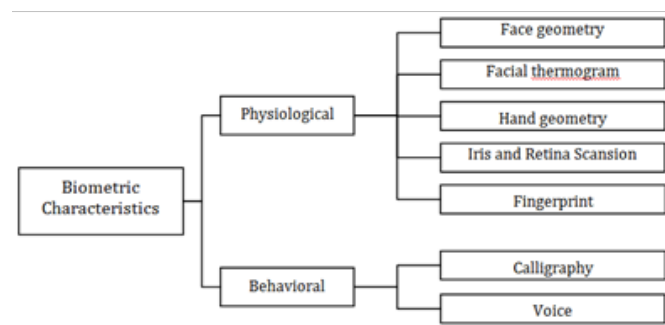 Face geometry
Facial thermogram
Physiological
Hand geometry
Iris and Retina Scansion
Biometric
Characteristics
Fingerprint
Calligraphy
Behavioral
Voice